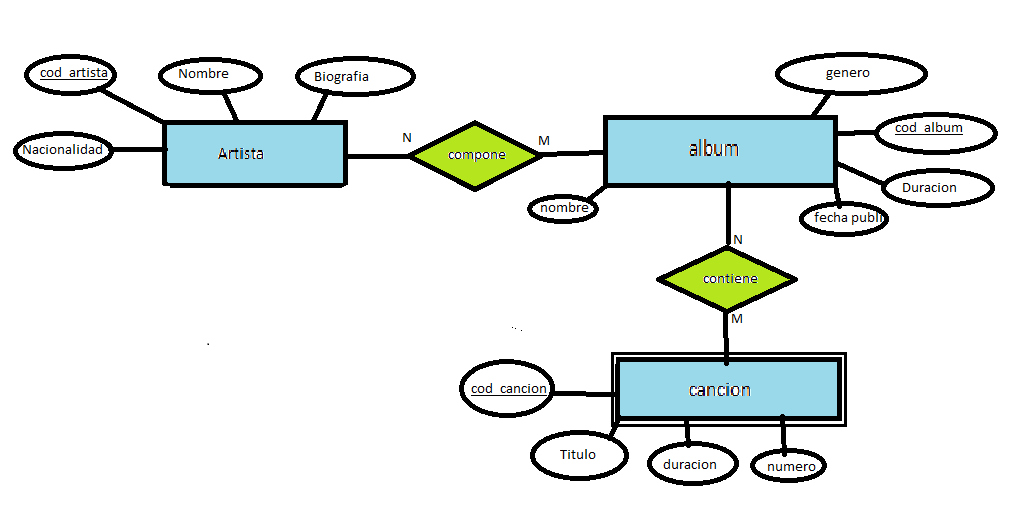 genero
cod_artista
Nombre
Biografia
cod_album
N
M
Nacionalidad
Artista
compone
album
Duracion
nombre
fecha publi
N
contiene
M
cod_cancion
cancion
Titulo
duracion
numero